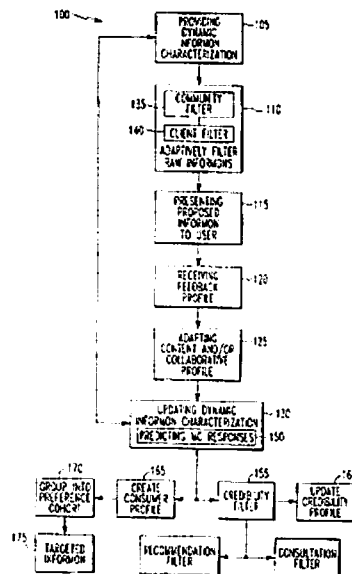 100
PROVIDING
DYNAMIC
INFORMON
CHARACTERIZATION
105
135
COMMUNITY
FILTER
110
140
CLIENT FILTER
ADAPTIVELY FILTER
RAW INFORMONS
PRESENTING
PROPOSED
INFORMON
TO USER
115
RECEIVING
FEEDBACK
PROFILE
120
ADAPTING
CONTENT AND/OR
COLLABORATIVE
PROFILE
125
UPDATING DYNAMIC
INFORMON CHARACTERIZATION
130
PREDICTING MC RESPONSES
150
170
GROUP INTO
PREFERENCE
COHORT
165
CREATE
CONSUMER
PROFILE
155
CREDIBILITY
FILTER
16
UPDATE
CREDIBILITY
PROFILE
175
TARGETED
INFORMON
RECOMMENDATION
FILTER
CONSULTATION
FILTER